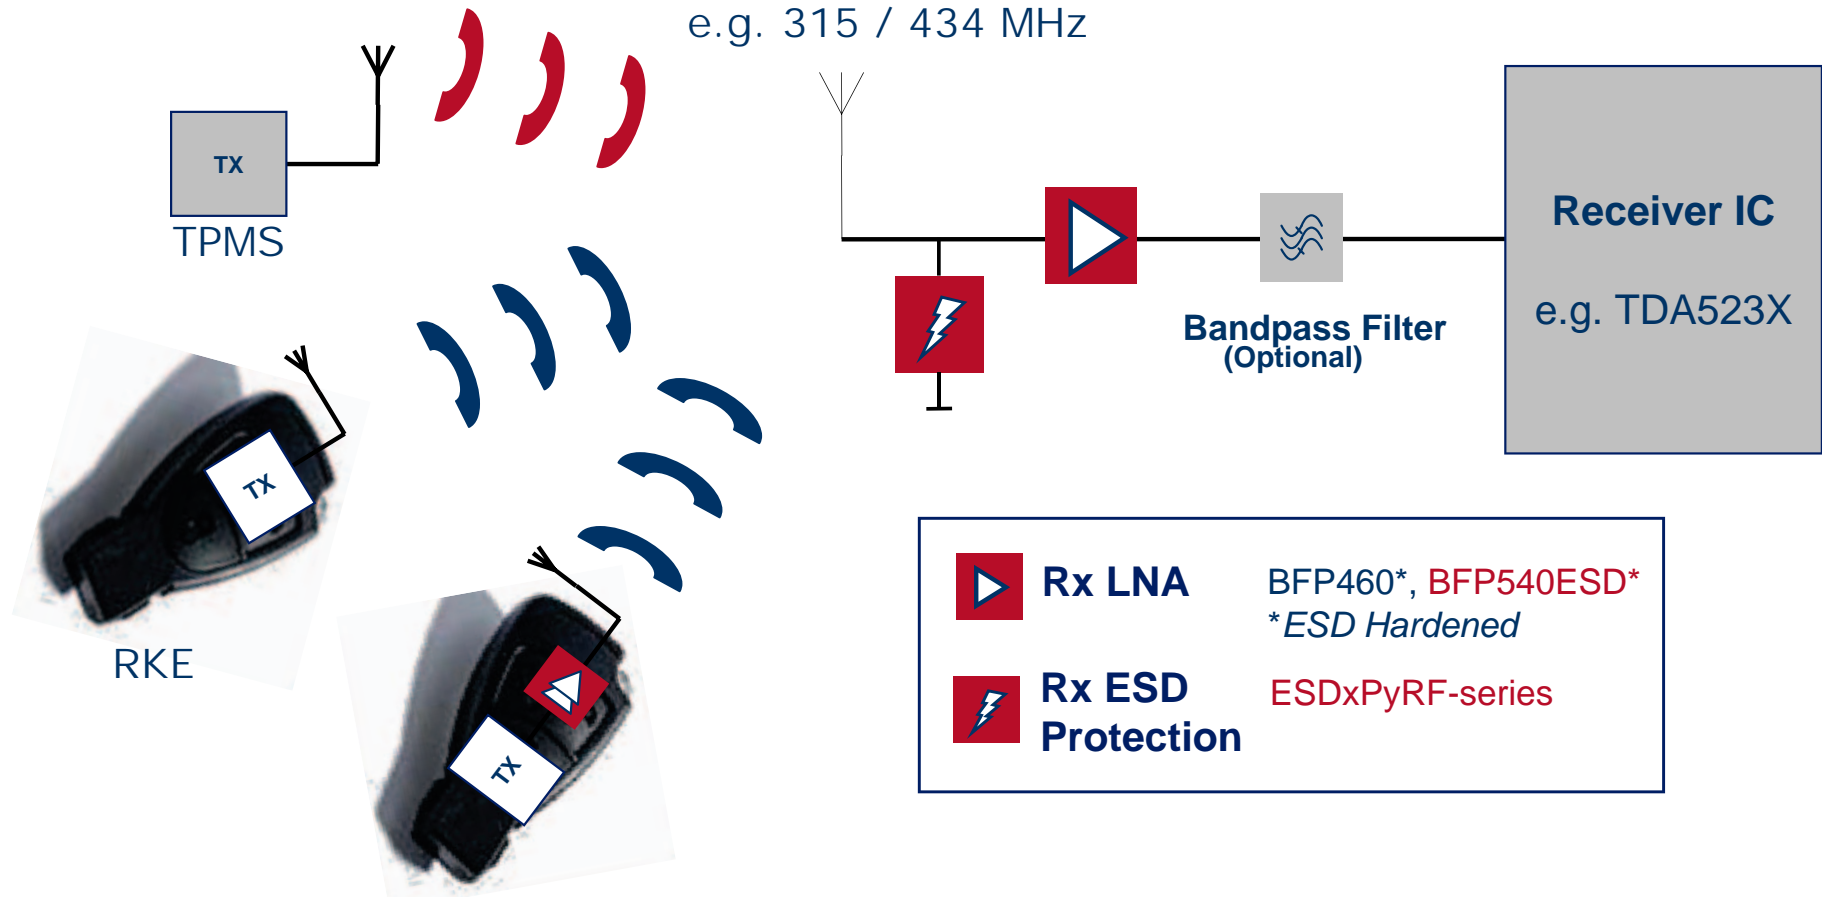 e.g. 315 / 434 MHz
TX
TPMS
Receiver IC
e.g. TDA523X
Bandpass Filter
(Optional)
TX
RKE
TX
Rx LNA
BFP460*, BFP540ESD*
*ESD Hardened
Rx ESD
Protection
ESDxPyRF-series